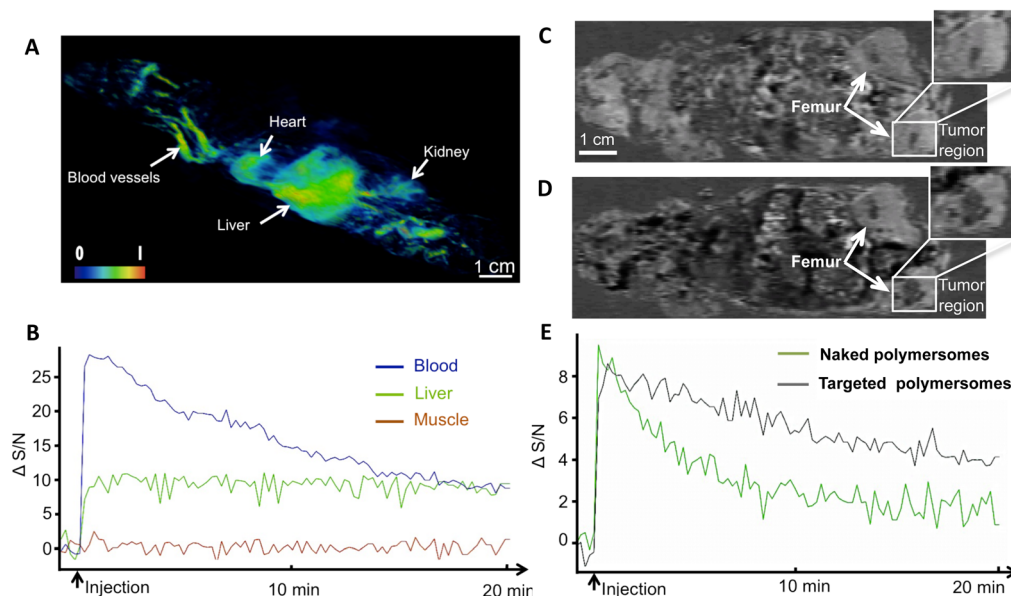 A
Heart
Kidney
Blood vessels
Liver
0 1
1 cm
C
Femur
1 cm
Tumor
region
D
Femur
Tumor
region
B
Δ S/N
25
20
15
10
5
0
Blood
Liver
Muscle
Injection
10 min
20 min
E
Δ S/N
8
6
4
2
0
Naked polymersomes
Targeted polymersomes
Injection
10 min
20 min